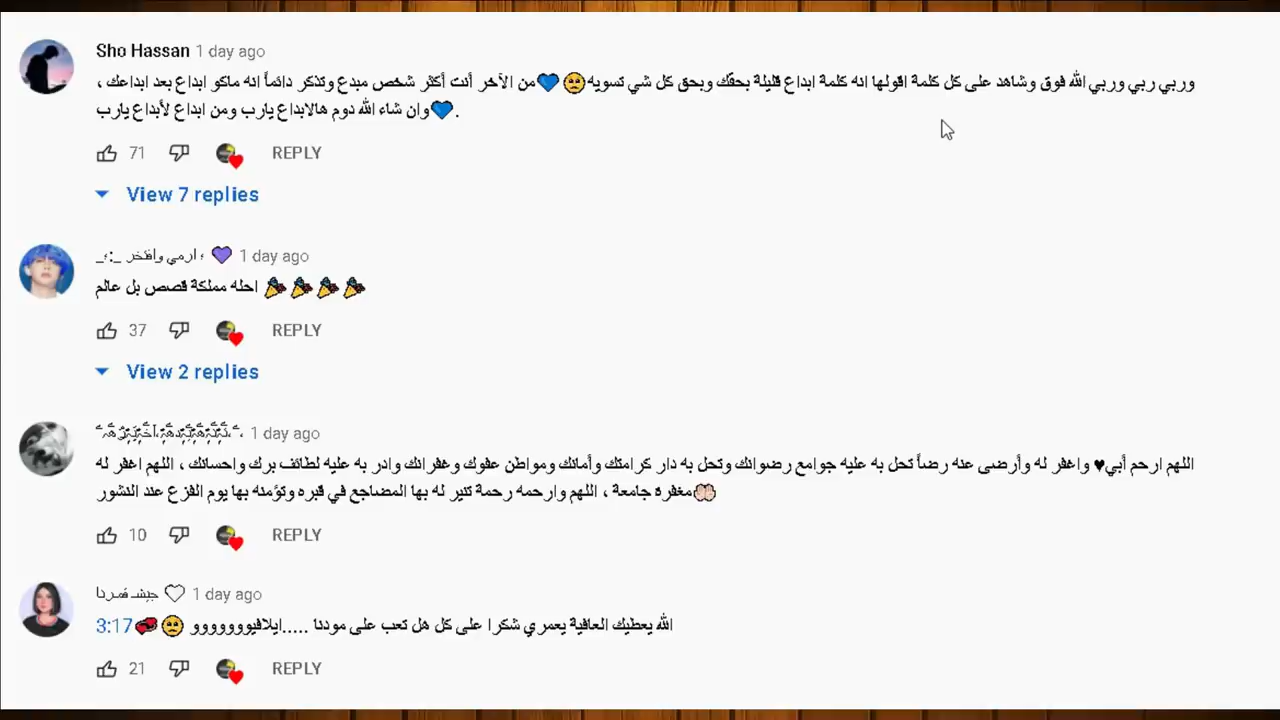 Sho Hassan 1 day ago
وربي ربي وربي الله فوق وشاهد على كل كلمة اقولها انه كلمة ابداع قليلة بحقك وبحق كل شي تسويه🥺💙من الآخر أنت أكثر شخص مبدع وتذكر دائماً انه ماكو ابداع بعد ابداعك ،
وان شاء الله دوم هالابداع يارب ومن ابداع لأبداع يارب💙.
71 REPLY
View 7 replies
؛ ارمي وافتخر _:؛_ 💜 1 day ago
احله مملكة قصص بل عالم 🎉🎉🎉🎉
37 REPLY
View 2 replies
1 day ago
اللهم ارحم أبي♥ واغفر له وأرضى عنه رضاً تحل به عليه جوامع رضوانك وتحل به دار كرامتك وأمانك ومواطن عفوك وغفرانك وادر به عليه لطائف برك واحسانك ، اللهم اغفر له
مغفرة جامعة ، اللهم وارحمه رحمة تنير له بها المضاجع في قبره وتؤمنه بها يوم الفزع عند النشور🤲🏻
10 REPLY
🤍 1 day ago
الله يعطيك العافية يعمري شكرا على كل هل تعب على مودنا .....ايلافيوووووووو 🥺💞3:17
21 REPLY